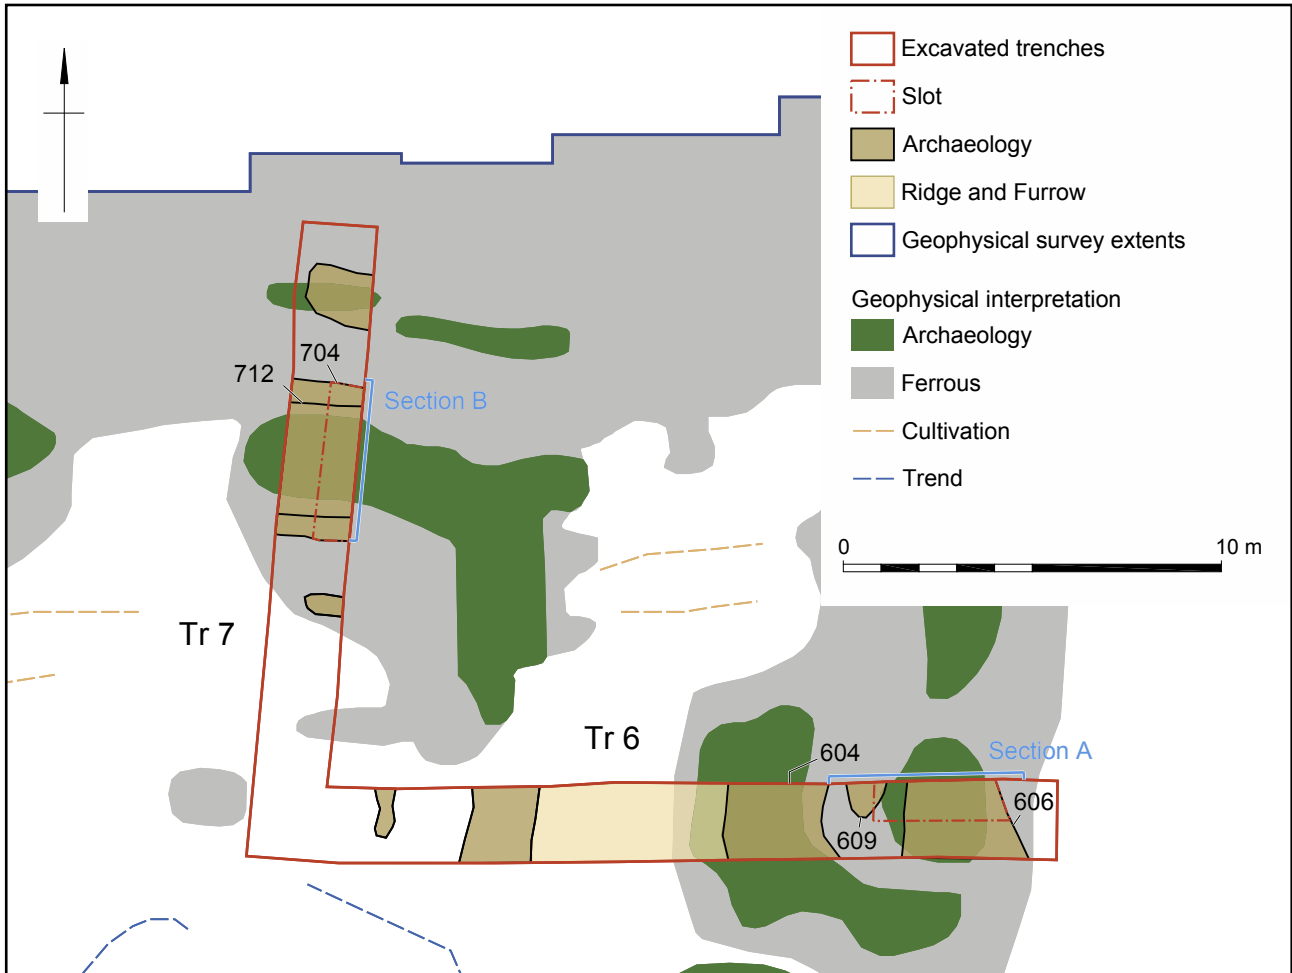 Excavated trenches
Slot
Archaeology
Ridge and Furrow
Geophysical survey extents
Geophysical interpretation
Archaeology
Ferrous
Cultivation
Trend
0 10 m
704
712
Section B
Tr 7
Tr 6
604
Section A
606
609